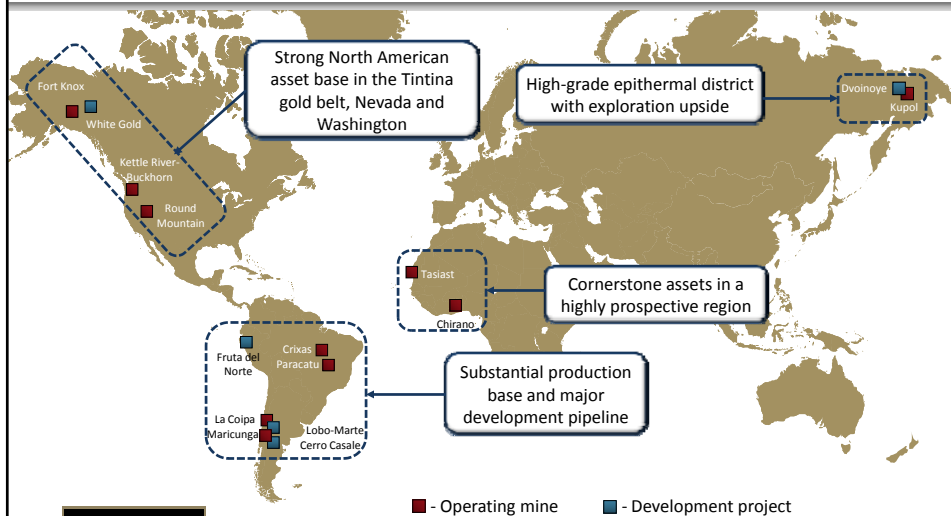 Strong North American
asset base in the Tintina
gold belt, Nevada and
Washington
High-grade epithermal district
with exploration upside
Fort Knox
White Gold
Kettle River-
Buckhorn
Round
Mountain
Dvoinoye
Kupol
Tasiast
Chirano
Cornerstone assets in a
highly prospective region
Fruta del
Norte
Crixas
Paracatu
La Coipa
Maricunga
Lobo-Marte
Cerro Casale
Substantial production
base and major
development pipeline
- Operating mine
- Development project